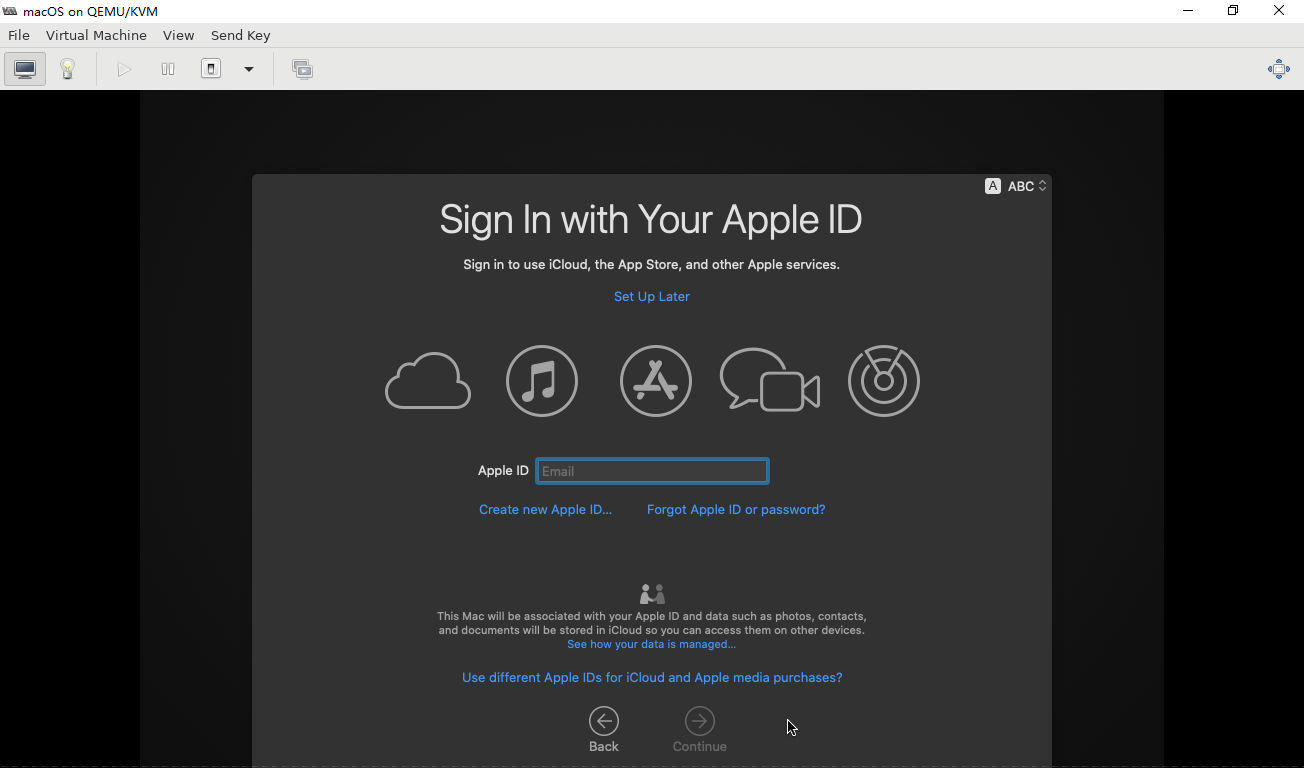 macOS on QEMU/KVM
File Virtual Machine View Send Key
A ABC
Sign In with Your Apple ID
Sign in to use iCloud, the App Store, and other Apple services.
Set Up Later
Apple ID Email
Create new Apple ID... Forgot Apple ID or password?
This Mac will be associated with your Apple ID and data such as photos, contacts,
and documents will be stored in iCloud so you can access them on other devices.
See how your data is managed...
Use different Apple IDs for iCloud and Apple media purchases?
Back Continue